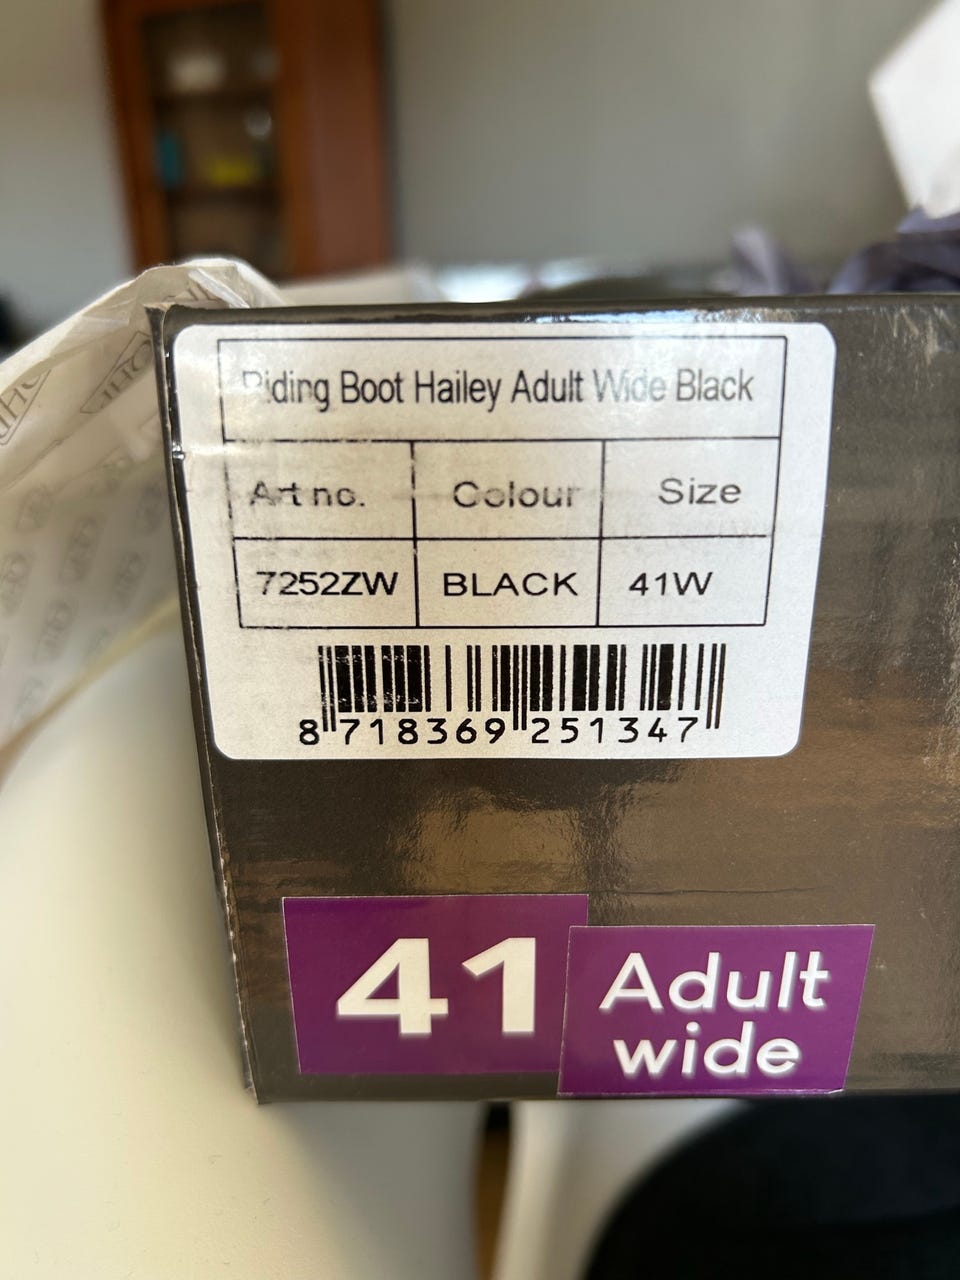 Riding Boot Hailey Adult Wide Black
Art no. Colour Size
7252ZW BLACK 41W
8 718369 251347
41
Adult
wide